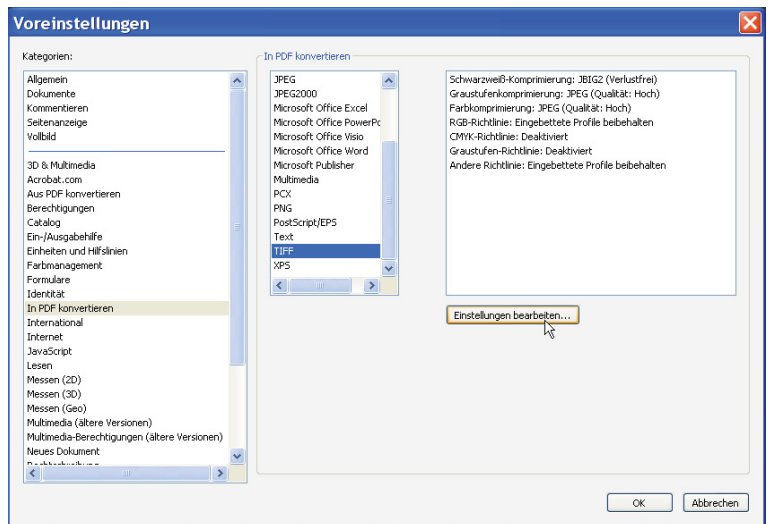 Voreinstellungen
Kategorien:
Allgemein
Dokumente
Kommentieren
Seitenanzeige
Vollbild
3D & Multimedia
Acrobat.com
Aus PDF konvertieren
Berechtigungen
Catalog
Ein-/Ausgabehilfe
Einheiten und Hilfslinien
Farbmanagement
Formulare
Identität
In PDF konvertieren
International
Internet
JavaScript
Lesen
Messen (2D)
Messen (3D)
Messen (Geo)
Multimedia (ältere Versionen)
Multimedia-Berechtigungen (ältere Versionen)
Neues Dokument
In PDF konvertieren
JPEG
JPEG2000
Microsoft Office Excel
Microsoft Office PowerPo
Microsoft Office Visio
Microsoft Office Word
Microsoft Publisher
Multimedia
PCX
PNG
PostScript/EPS
Text
TIFF
XPS
Schwarzweiß-Komprimierung: JBIG2 (Verlustfrei)
Graustufenkomprimierung: JPEG (Qualität: Hoch)
Farbkomprimierung: JPEG (Qualität: Hoch)
RGB-Richtlinie: Eingebettete Profile beibehalten
CMYK-Richtlinie: Deaktiviert
Graustufen-Richtlinie: Deaktiviert
Andere Richtlinie: Eingebettete Profile beibehalten
Einstellungen bearbeiten...
OK
Abbrechen